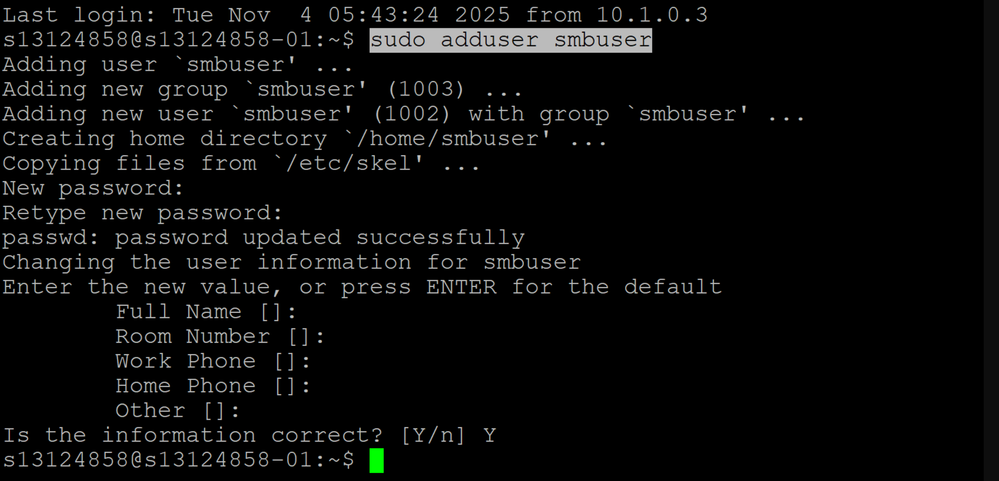 Last login: Tue Nov  4 05:43:24 2025 from 10.1.0.3
s13124858@s13124858-01:~$ sudo adduser smbuser
Adding user `smbuser' ...
Adding new group `smbuser' (1003) ...
Adding new user `smbuser' (1002) with group `smbuser' ...
Creating home directory `/home/smbuser' ...
Copying files from `/etc/skel' ...
New password:
Retype new password:
passwd: password updated successfully
Changing the user information for smbuser
Enter the new value, or press ENTER for the default
        Full Name []:
        Room Number []:
        Work Phone []:
        Home Phone []:
        Other []:
Is the information correct? [Y/n] Y
s13124858@s13124858-01:~$